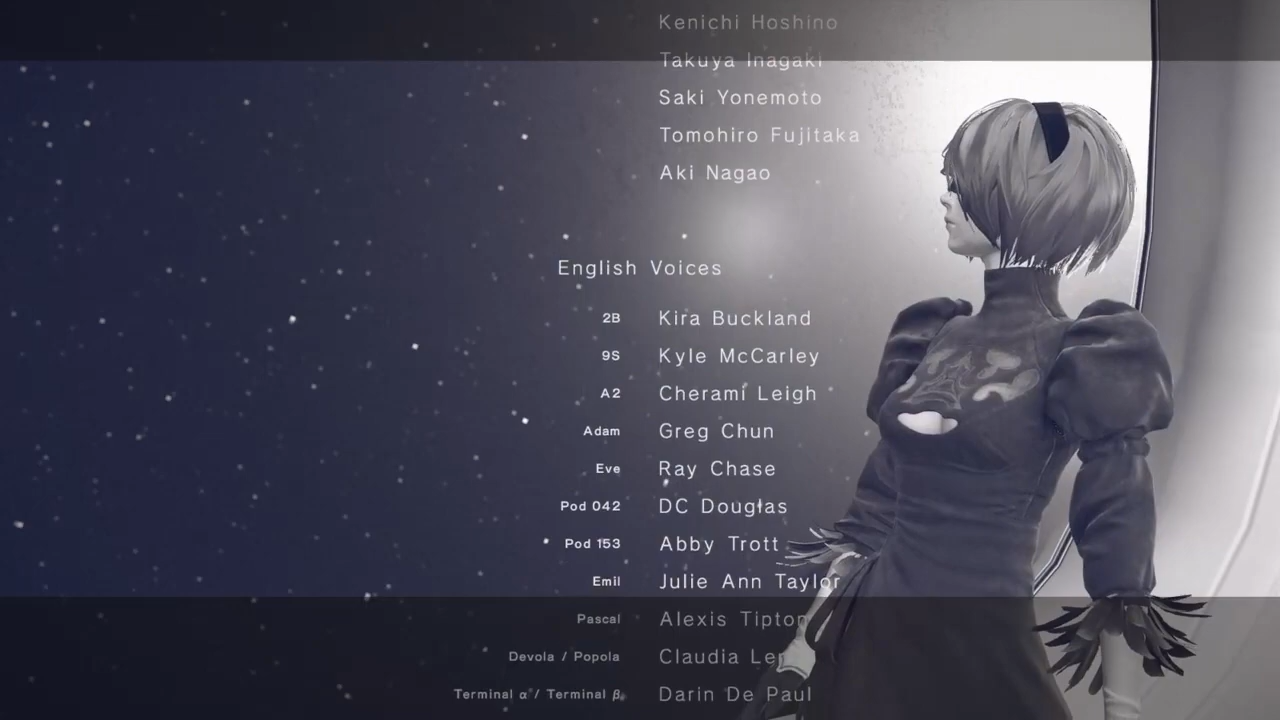 Kenichi Hoshino
Takuya Inagaki
Saki Yonemoto
Tomohiro Fujitaka
Aki Nagao
English Voices
2B Kira Buckland
9S Kyle McCarley
A2 Cherami Leigh
Adam Greg Chun
Eve Ray Chase
Pod 042 DC Douglas
Pod 153 Abby Trott
Emil Julie Ann Taylor
Pascal Alexis Tipton
Devola / Popola Claudia
Terminal α / Terminal β Darin De Paul